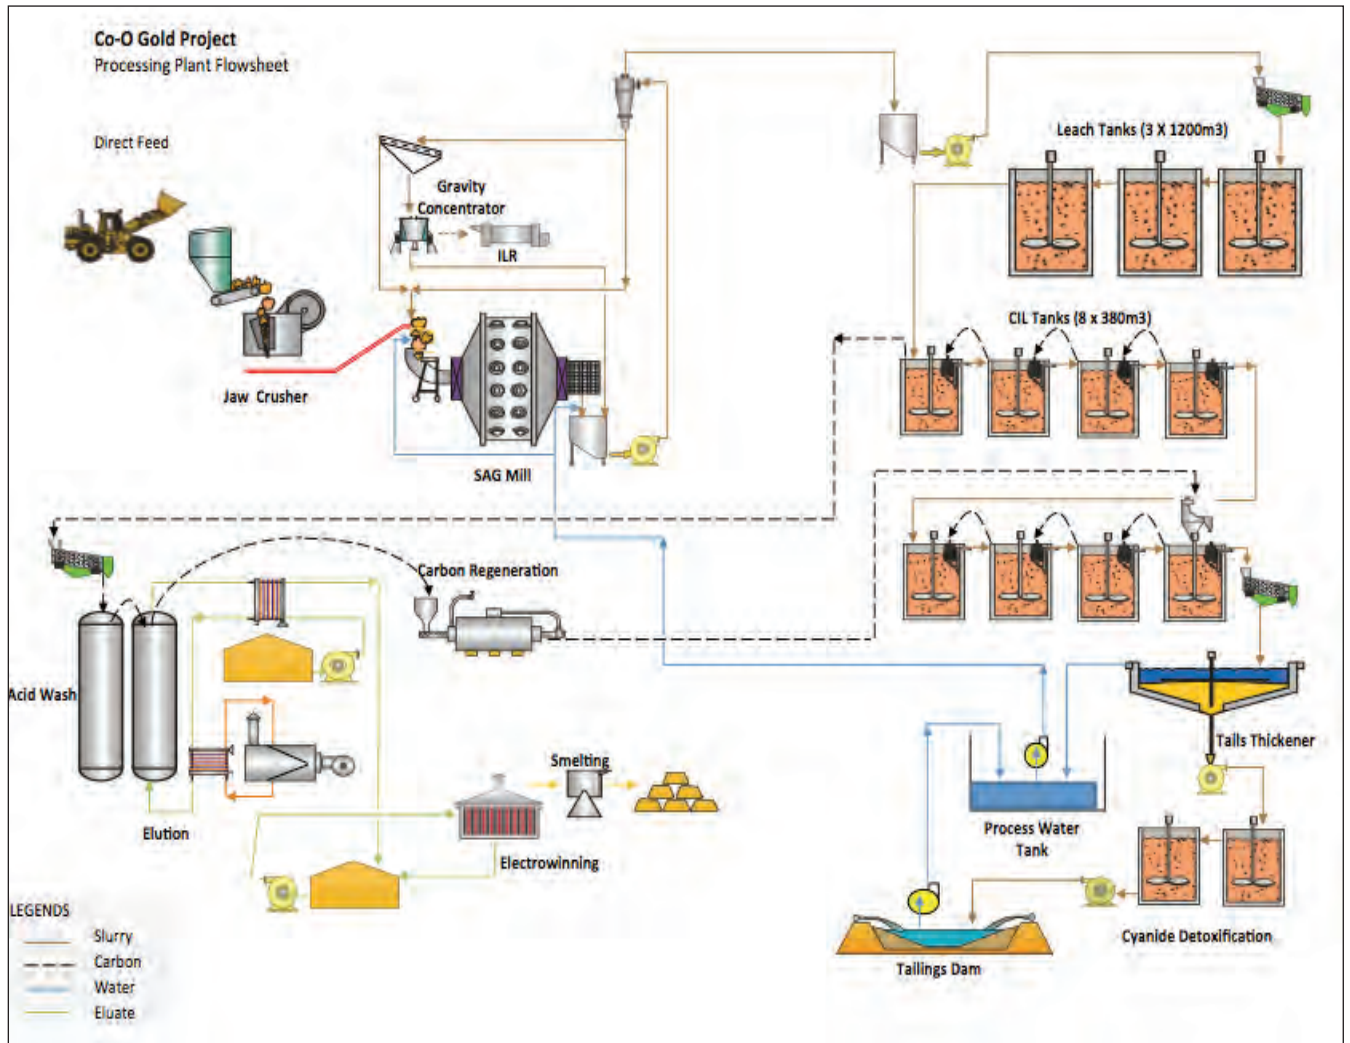 Co-O Gold Project
Processing Plant Flowsheet
Direct Feed
Leach Tanks (3 X 1200m3)
Gravity
Concentrator
ILR
CIL Tanks (8 x 380m3)
Jaw Crusher
SAG Mill
Carbon Regeneration
Acid Wash
Tails Thickener
Smelting
Process Water
Tank
Elution
Electrowinning
Cyanide Detoxification
Tailings Dam
LEGENDS
Slurry
Carbon
Water
Eluate